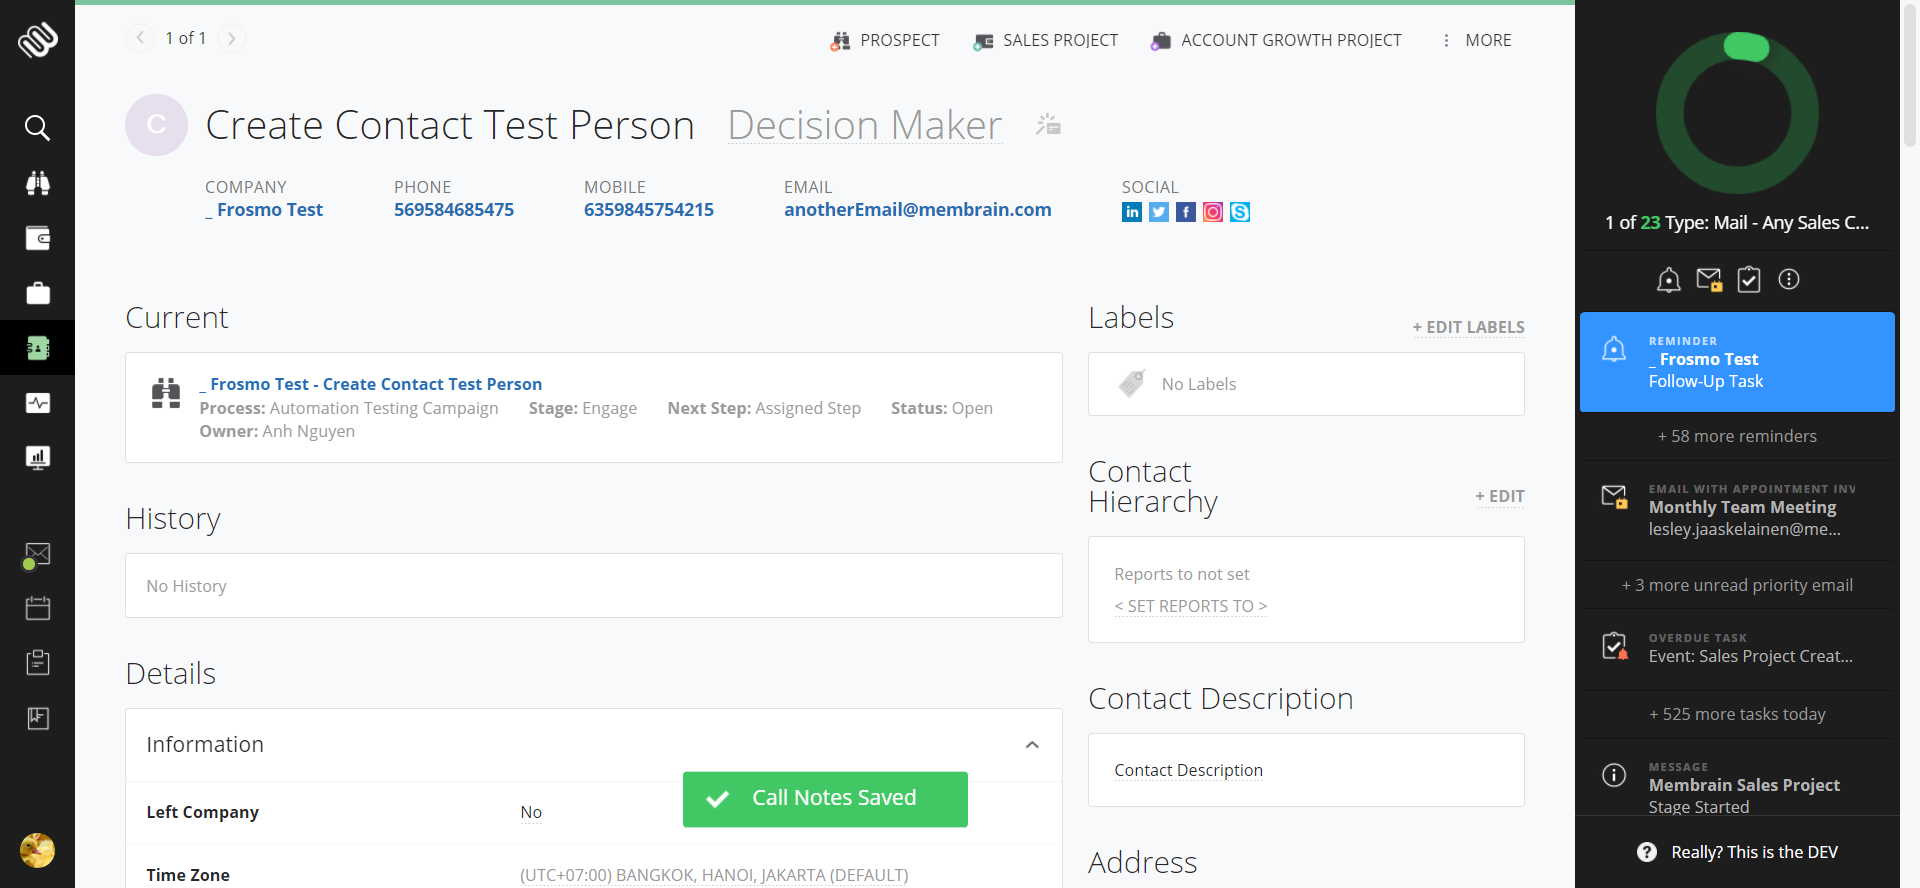 1 of 1
PROSPECT
SALES PROJECT
ACCOUNT GROWTH PROJECT
MORE
C
Create Contact Test Person
Decision Maker
COMPANY
_ Frosmo Test
PHONE
569584685475
MOBILE
6359845754215
EMAIL
anotherEmail@membrain.com
SOCIAL
Current
_ Frosmo Test - Create Contact Test Person
Process: Automation Testing Campaign
Stage: Engage
Next Step: Assigned Step
Status: Open
Owner: Anh Nguyen
History
No History
Details
Information
Left Company
No
Time Zone
(UTC+07:00) BANGKOK, HANOI, JAKARTA (DEFAULT)
Call Notes Saved
Labels
+ EDIT LABELS
No Labels
Contact
Hierarchy
+ EDIT
Reports to not set
< SET REPORTS TO >
Contact Description
Contact Description
Address
1 of 23 Type: Mail - Any Sales C...
REMINDER
_ Frosmo Test
Follow-Up Task
+ 58 more reminders
EMAIL WITH APPOINTMENT INV
Monthly Team Meeting
lesley.jaaskelainen@me...
+ 3 more unread priority email
OVERDUE TASK
Event: Sales Project Creat...
+ 525 more tasks today
MESSAGE
Membrain Sales Project
Stage Started
Really? This is the DEV